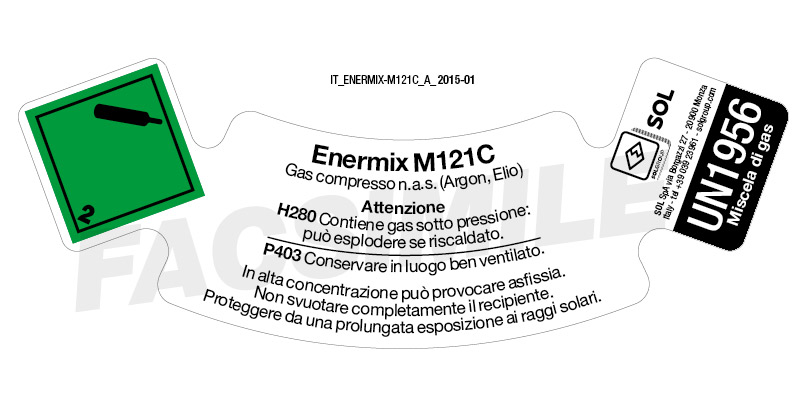 IT_ENERMIX-M121C_A_ 2015-01
2
Enermix M121C
Gas compresso n.a.s. (Argon, Elio)
Attenzione
H280 Contiene gas sotto pressione:
può esplodere se riscaldato.
P403 Conservare in luogo ben ventilato.
In alta concentrazione può provocare asfissia.
Non svuotare completamente il recipiente.
Proteggere da una prolungata esposizione ai raggi solari.
FACSIMILE
SOLGROUP
SOL
SOL SpA via Borgazzi 27 - 20900 Monza
Italy - tel +39 039 23961 - solgroup.com
UN1956
Miscela di gas